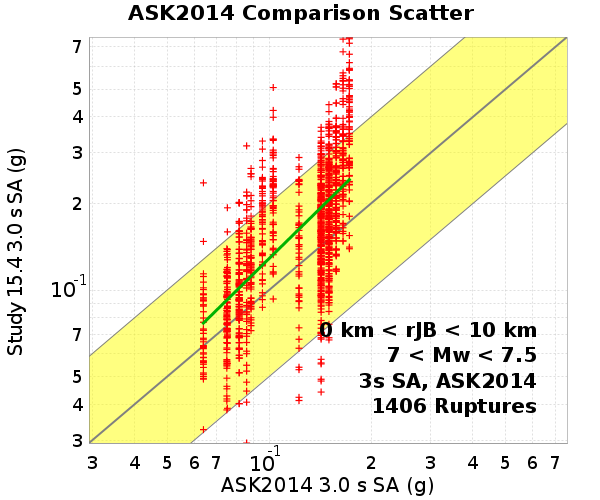 ASK2014 Comparison Scatter
7
5
4
3
2
10-1
7
5
4
3
Study 15.4 3.0 s SA (g)
0 km < rJB < 10 km
7 < Mw < 7.5
3s SA, ASK2014
1406 Ruptures
3 4 5 6 7 10-1 2 3 4 5 6 7
ASK2014 3.0 s SA (g)